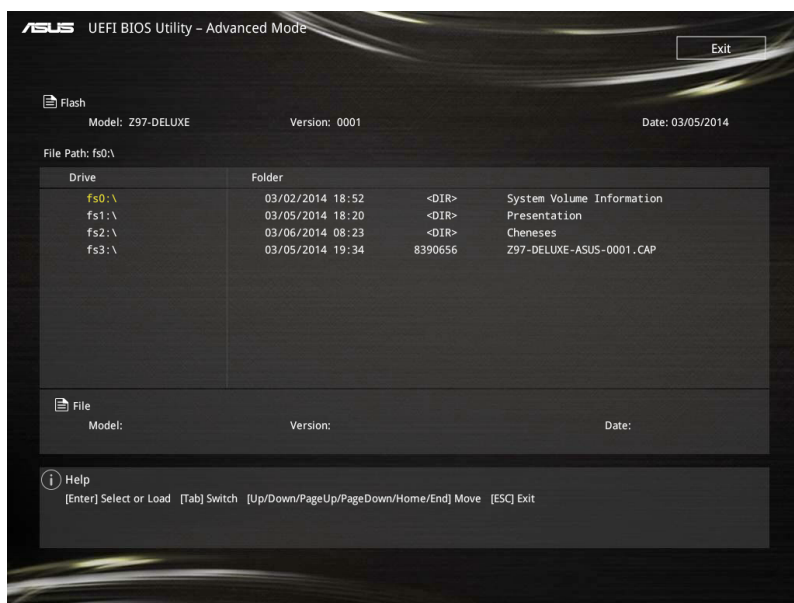 ASUS UEFI BIOS Utility – Advanced Mode
Exit
Flash
Model: Z97-DELUXE Version: 0001 Date: 03/05/2014
File Path: fs0:\
Drive Folder
fs0:\ 03/02/2014 18:52 <DIR> System Volume Information
fs1:\ 03/05/2014 18:20 <DIR> Presentation
fs2:\ 03/06/2014 08:23 <DIR> Cheneses
fs3:\ 03/05/2014 19:34 8390656 Z97-DELUXE-ASUS-0001.CAP
File
Model: Version: Date:
Help
[Enter] Select or Load [Tab] Switch [Up/Down/PageUp/PageDown/Home/End] Move [ESC] Exit